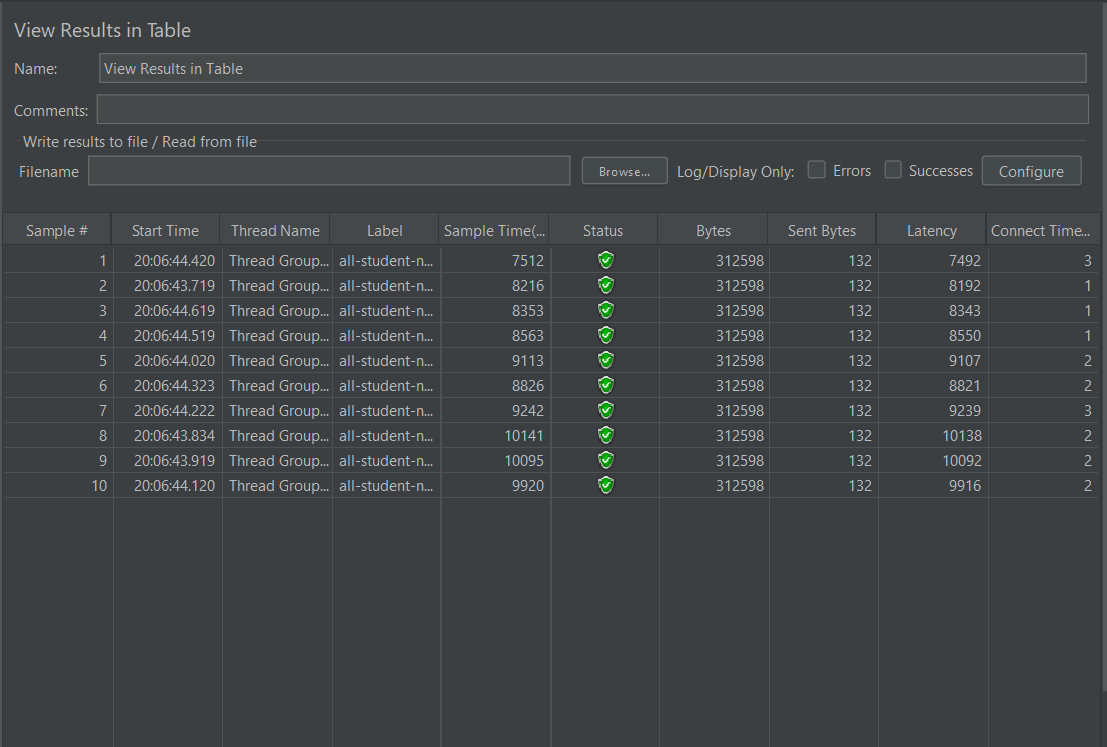 View Results in Table
Name: View Results in Table
Comments:
Write results to file / Read from file
Filename Browse... Log/Display Only: Errors Successes Configure
Sample # Start Time Thread Name Label Sample Time(... Status Bytes Sent Bytes Latency Connect Time...
1 20:06:44.420 Thread Group... all-student-n... 7512 312598 132 7492 3
2 20:06:43.719 Thread Group... all-student-n... 8216 312598 132 8192 1
3 20:06:44.619 Thread Group... all-student-n... 8353 312598 132 8343 1
4 20:06:44.519 Thread Group... all-student-n... 8563 312598 132 8550 1
5 20:06:44.020 Thread Group... all-student-n... 9113 312598 132 9107 2
6 20:06:44.323 Thread Group... all-student-n... 8826 312598 132 8821 2
7 20:06:44.222 Thread Group... all-student-n... 9242 312598 132 9239 3
8 20:06:43.834 Thread Group... all-student-n... 10141 312598 132 10138 2
9 20:06:43.919 Thread Group... all-student-n... 10095 312598 132 10092 2
10 20:06:44.120 Thread Group... all-student-n... 9920 312598 132 9916 2